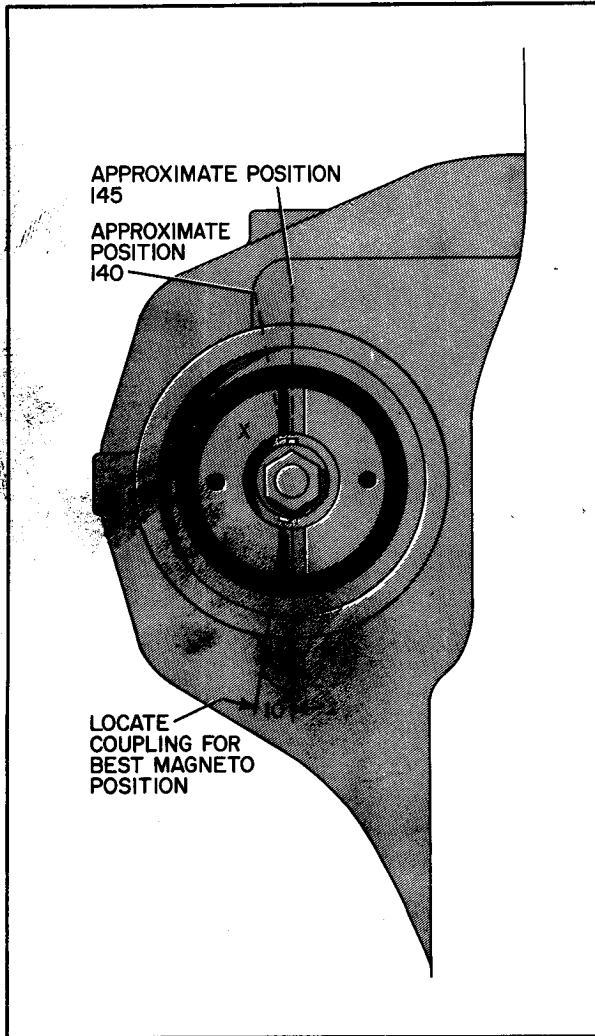 APPROXIMATE POSITION
145
APPROXIMATE
POSITION
140
X
LOCATE
COUPLING FOR
BEST MAGNETO
POSITION